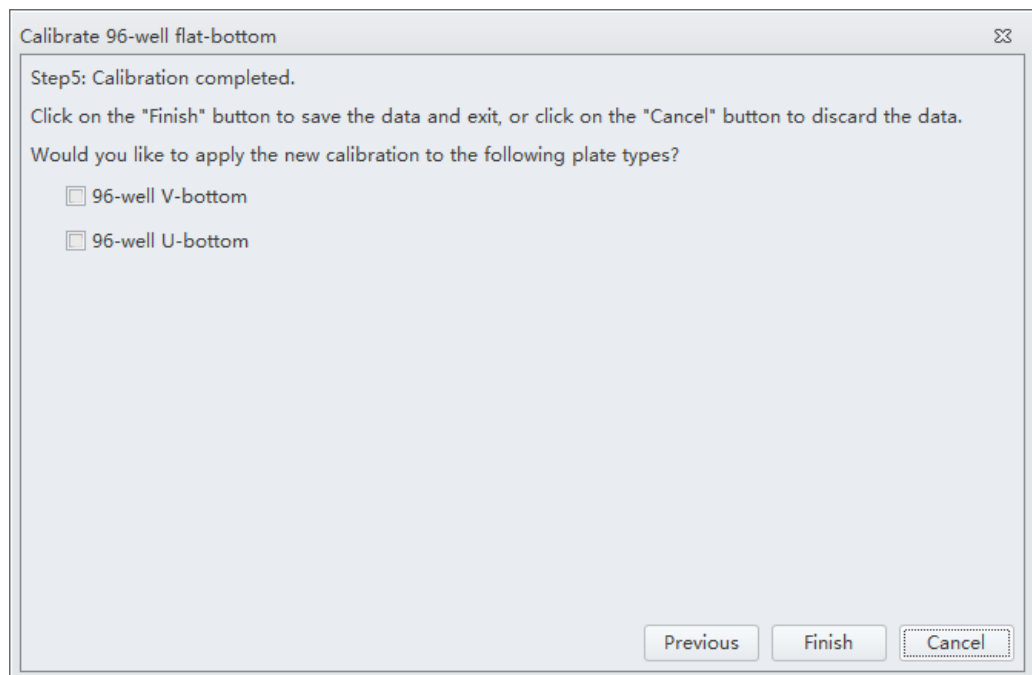 Calibrate 96-well flat-bottom
Step5: Calibration completed.
Click on the "Finish" button to save the data and exit, or click on the "Cancel" button to discard the data.
Would you like to apply the new calibration to the following plate types?
96-well V-bottom
96-well U-bottom
Previous Finish Cancel